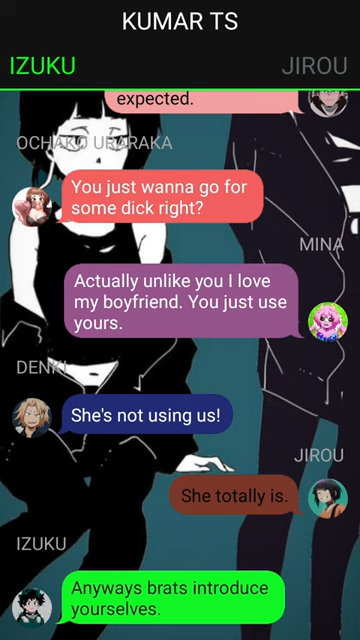 KUMAR TS
IZUKU
JIROU
expected.
OCHAKO URARAKA
You just wanna go for
some dick right?
MINA
Actually unlike you I love
my boyfriend. You just use
yours.
DENKI
She's not using us!
JIROU
She totally is.
IZUKU
Anyways brats introduce
yourselves.